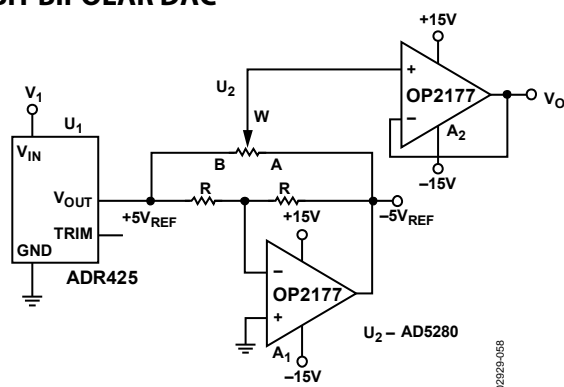 BIT BIPOLAR DAC
+15V
V1
U1
VIN
VOUT
TRIM
GND
ADR425
+5VREF
U2
W
B
A
R
R
+
−
OP2177
A2
VO
−15V
+15V
−5VREF
−
+
OP2177
A1
−15V
U2 – AD5280
02929-058